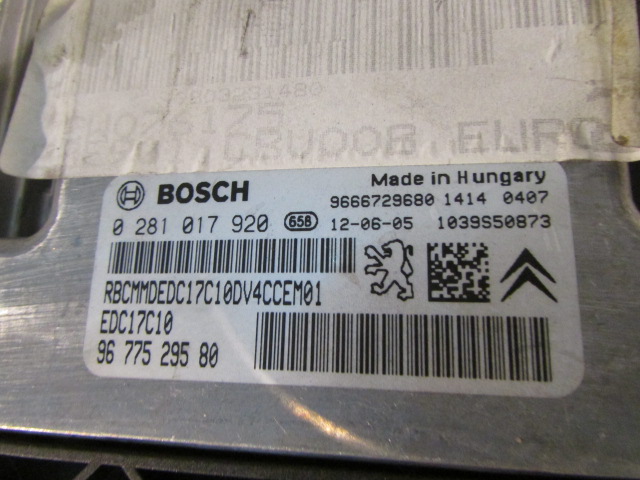 BOSCH
Made in Hungary
9666729680 1414 0407
0 281 017 920 65B 12-06-05 1039S50873
RBCMMDEDC17C10DV4CCEM01
EDC17C10
96 775 295 80